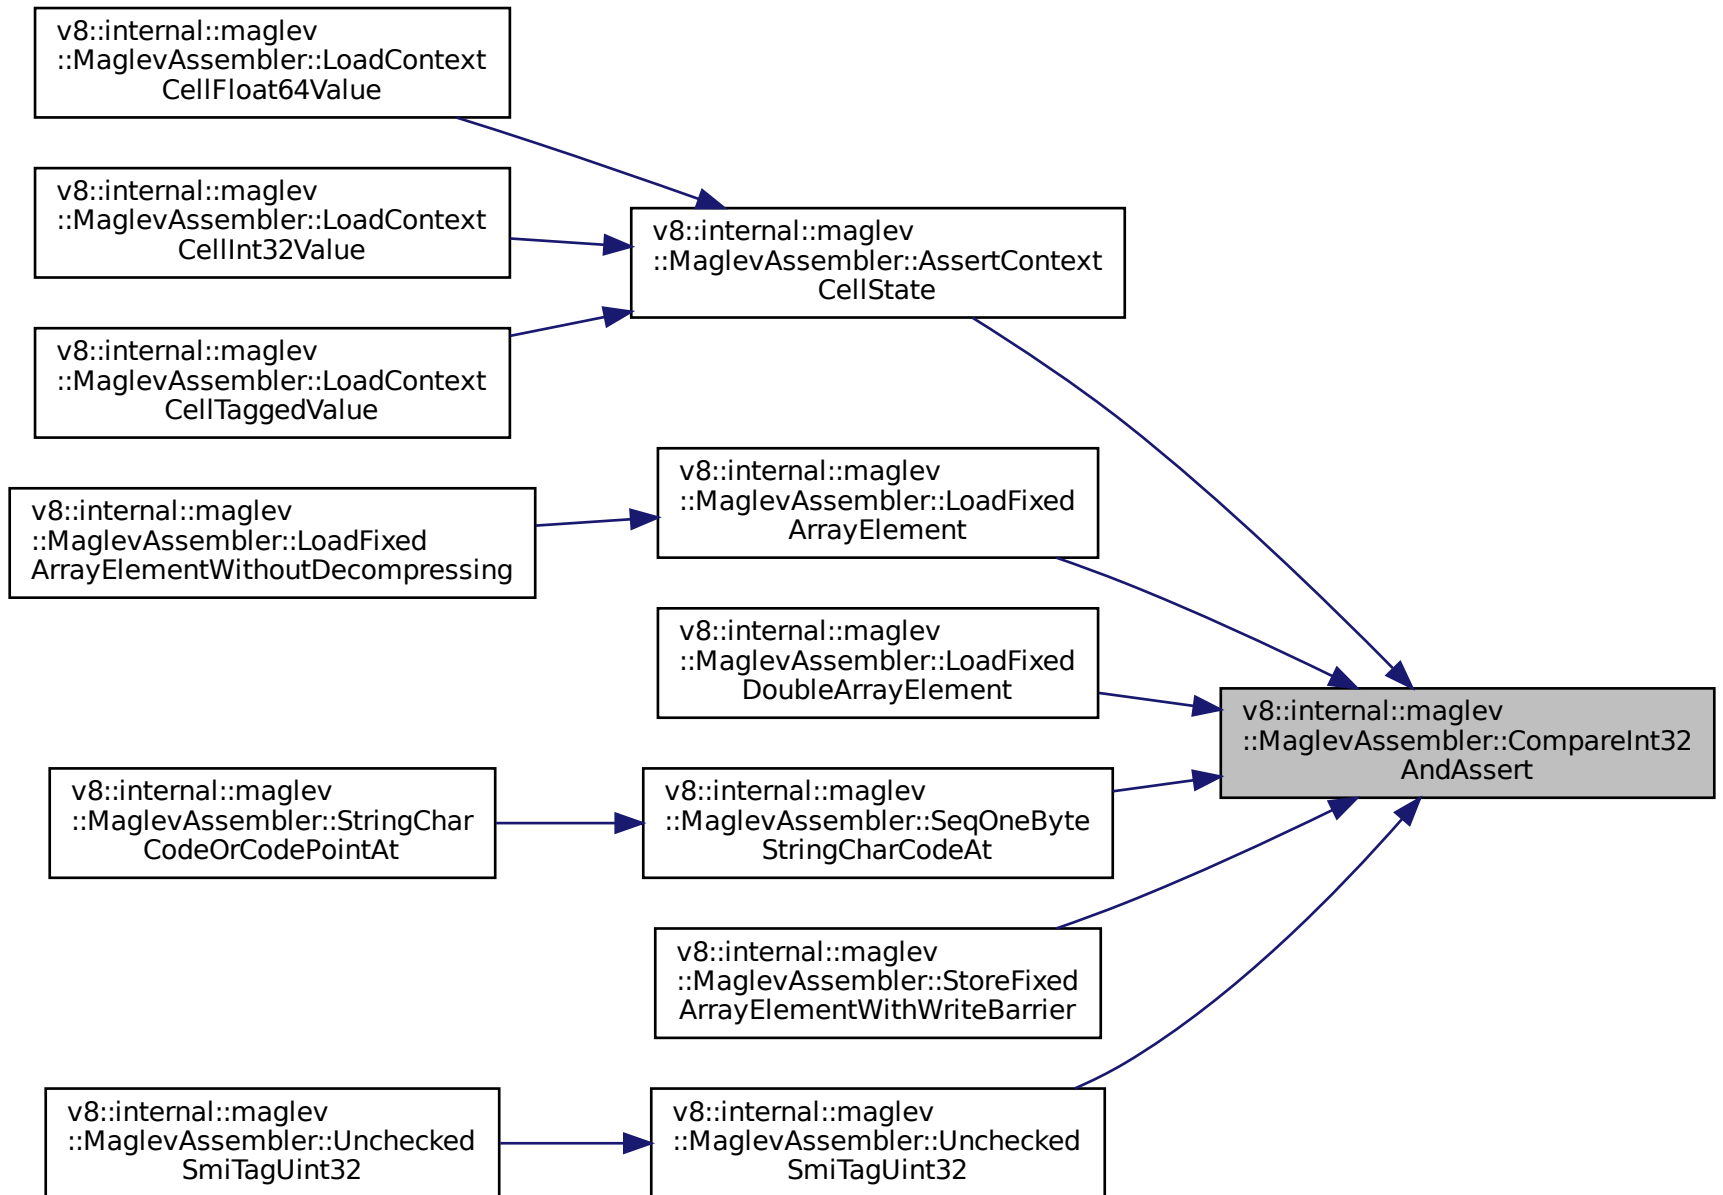 v8::internal::maglev
::MaglevAssembler::LoadContext
CellFloat64Value
v8::internal::maglev
::MaglevAssembler::LoadContext
CellInt32Value
v8::internal::maglev
::MaglevAssembler::AssertContext
CellState
v8::internal::maglev
::MaglevAssembler::LoadContext
CellTaggedValue
v8::internal::maglev
::MaglevAssembler::LoadFixed
ArrayElement
v8::internal::maglev
::MaglevAssembler::LoadFixed
ArrayElementWithoutDecompressing
v8::internal::maglev
::MaglevAssembler::LoadFixed
DoubleArrayElement
v8::internal::maglev
::MaglevAssembler::CompareInt32
AndAssert
v8::internal::maglev
::MaglevAssembler::StringChar
CodeOrCodePointAt
v8::internal::maglev
::MaglevAssembler::SeqOneByte
StringCharCodeAt
v8::internal::maglev
::MaglevAssembler::StoreFixed
ArrayElementWithWriteBarrier
v8::internal::maglev
::MaglevAssembler::Unchecked
SmiTagUint32
v8::internal::maglev
::MaglevAssembler::Unchecked
SmiTagUint32